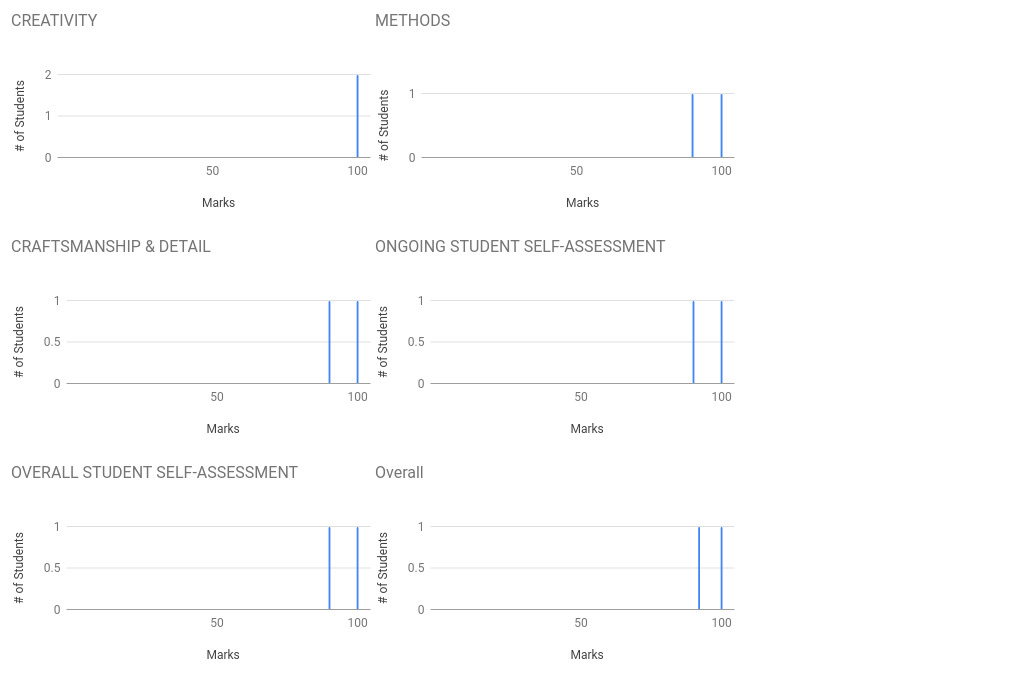 CREATIVITY
# of Students
2
1
0
50
100
Marks
METHODS
# of Students
1
0
50
100
Marks
CRAFTSMANSHIP & DETAIL
# of Students
1
0.5
0
50
100
Marks
ONGOING STUDENT SELF-ASSESSMENT
# of Students
1
0.5
0
50
100
Marks
OVERALL STUDENT SELF-ASSESSMENT
# of Students
1
0.5
0
50
100
Marks
Overall
# of Students
1
0.5
0
50
100
Marks